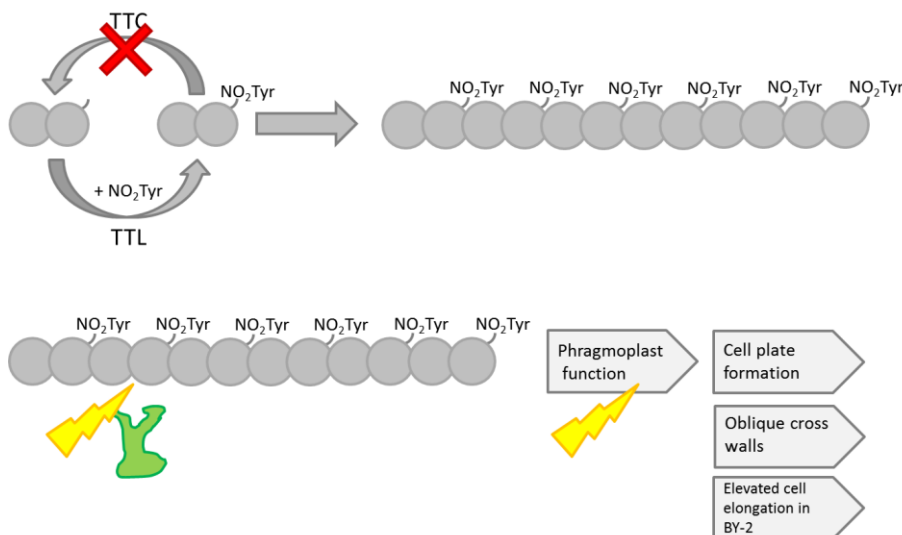 TTC
NO₂Tyr
+ NO₂Tyr
TTL
NO₂Tyr NO₂Tyr NO₂Tyr NO₂Tyr NO₂Tyr NO₂Tyr
NO₂Tyr NO₂Tyr NO₂Tyr NO₂Tyr NO₂Tyr NO₂Tyr
Phragmoplast
function
Cell plate
formation
Oblique cross
walls
Elevated cell
elongation in
BY-2